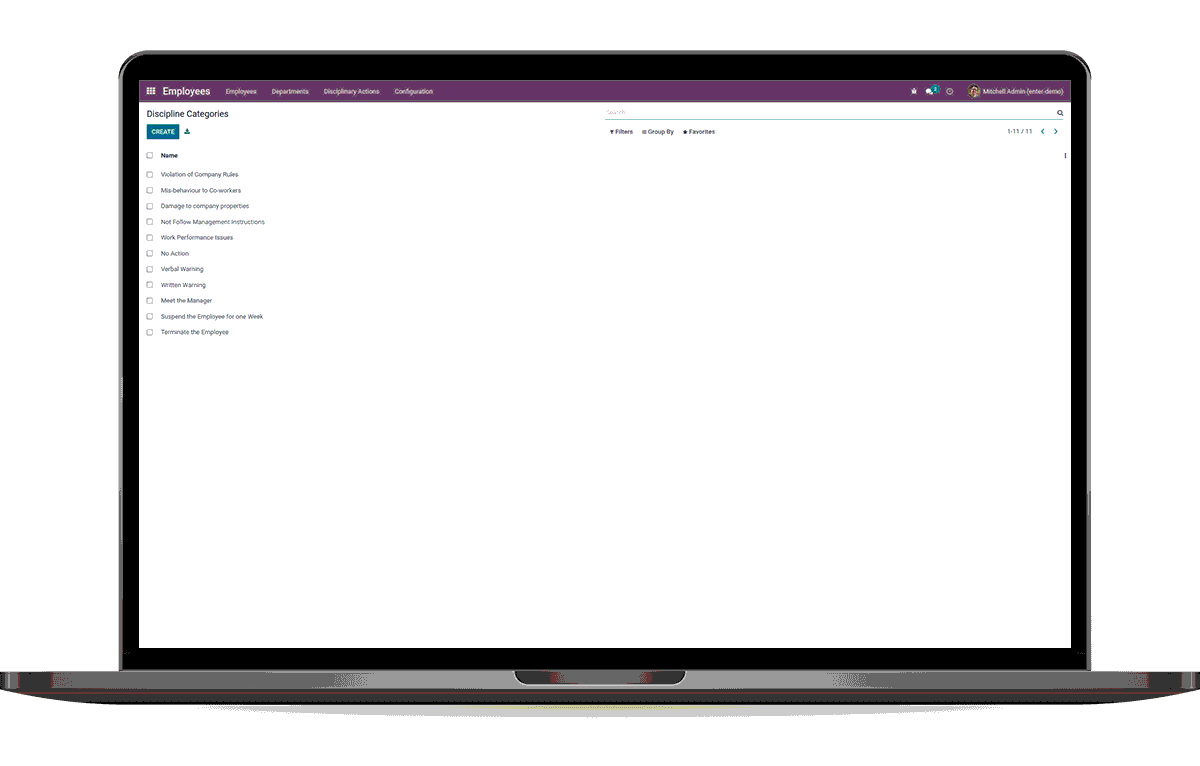 Employees Employees Departments Disciplinary Actions Configuration 2 Mitchell Admin (enter-demo)
Discipline Categories Search...
CREATE Filters Group By Favorites 1-11 / 11
Name
Violation of Company Rules
Mis-behaviour to Co-workers
Damage to company properties
Not Follow Management Instructions
Work Performance Issues
No Action
Verbal Warning
Written Warning
Meet the Manager
Suspend the Employee for one Week
Terminate the Employee